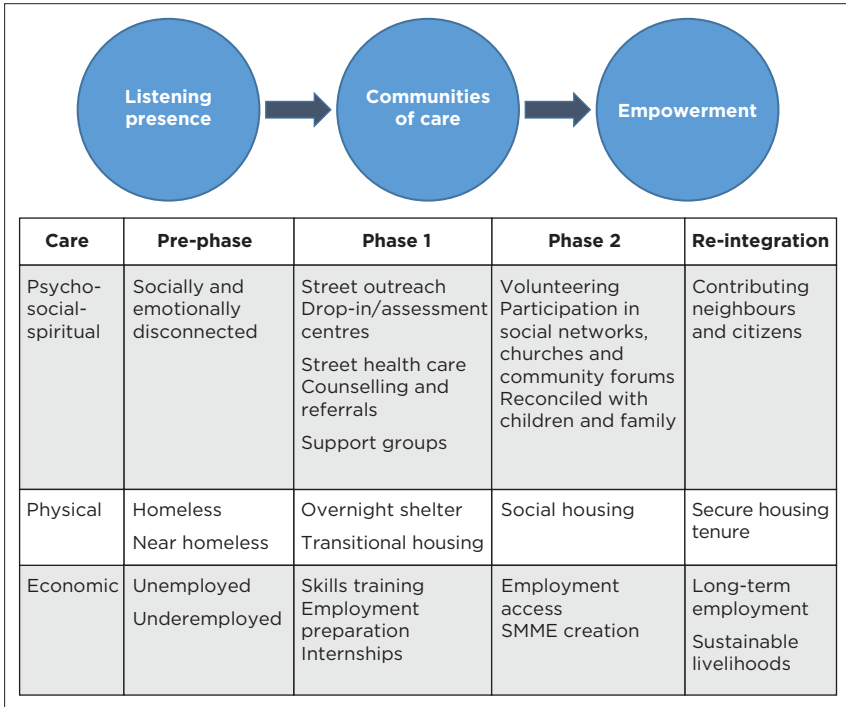 Listening
presence
Communities
of care
Empowerment
Care
Pre-phase
Phase 1
Phase 2
Re-integration
Psycho-
social-
spiritual
Socially and
emotionally
disconnected
Street outreach
Drop-in/assessment
centres
Street health care
Counselling and
referrals
Support groups
Volunteering
Participation in
social networks,
churches and
community forums
Reconciled with
children and family
Contributing
neighbours
and citizens
Physical
Homeless
Near homeless
Overnight shelter
Transitional housing
Social housing
Secure housing
tenure
Economic
Unemployed
Underemployed
Skills training
Employment
preparation
Internships
Employment
access
SMME creation
Long-term
employment
Sustainable
livelihoods